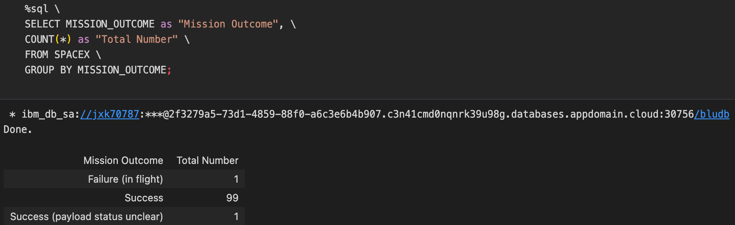 %sql \
SELECT MISSION_OUTCOME as "Mission Outcome", \
COUNT(*) as "Total Number" \
FROM SPACEX \
GROUP BY MISSION_OUTCOME;
* ibm_db_sa://jxk70787:***@2f3279a5-73d1-4859-88f0-a6c3e6b4b907.c3n41cmd0nqnrk39u98g.databases.appdomain.cloud:30756/bludb
Done.
Mission Outcome Total Number
Failure (in flight) 1
Success 99
Success (payload status unclear) 1